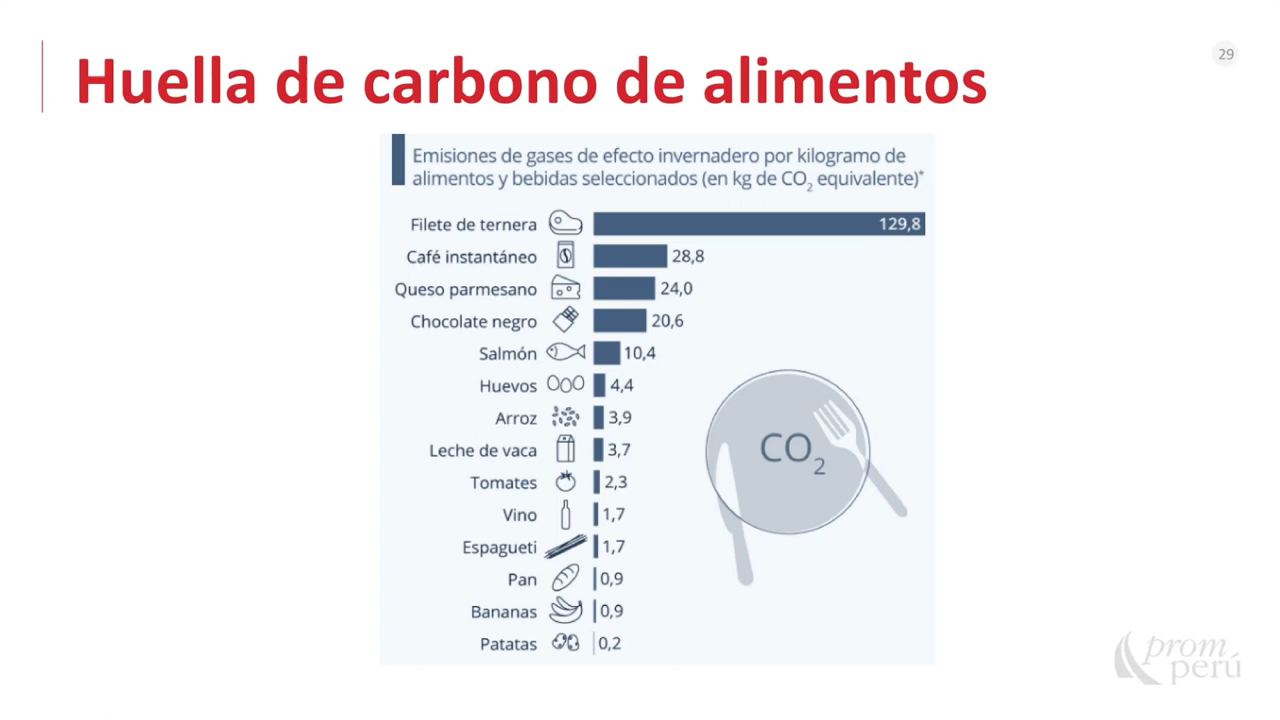 Huella de carbono de alimentos
29
Emisiones de gases de efecto invernadero por kilogramo de
alimentos y bebidas seleccionados (en kg de CO₂ equivalente)*
Filete de ternera 129,8
Café instantáneo 28,8
Queso parmesano 24,0
Chocolate negro 20,6
Salmón 10,4
Huevos 4,4
Arroz 3,9
Leche de vaca 3,7
Tomates 2,3
Vino 1,7
Espagueti 1,7
Pan 0,9
Bananas 0,9
Patatas 0,2
CO₂
prom
perú